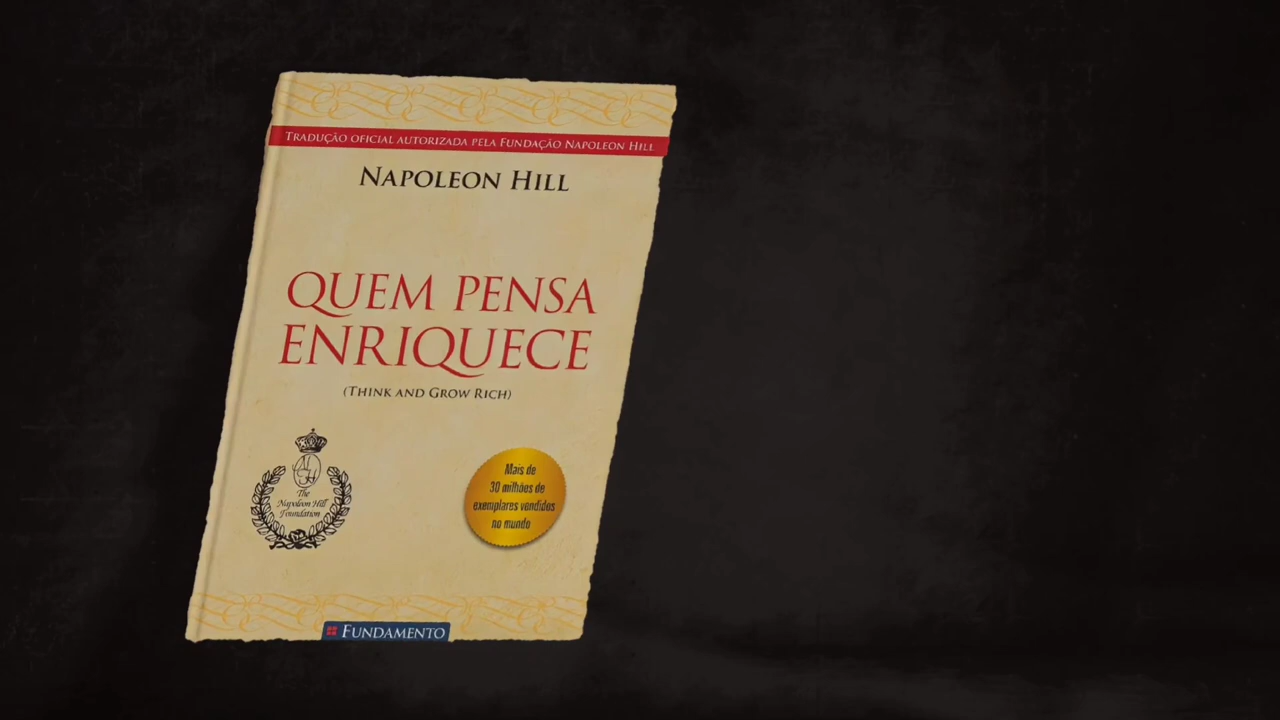 TRADUÇÃO OFICIAL AUTORIZADA PELA FUNDAÇÃO NAPOLEON HILL
NAPOLEON HILL
QUEM PENSA
ENRIQUECE
(THINK AND GROW RICH)
NH
The
Napoleon Hill
Foundation
Mais de
30 milhões de
exemplares vendidos
no mundo
FUNDAMENTO